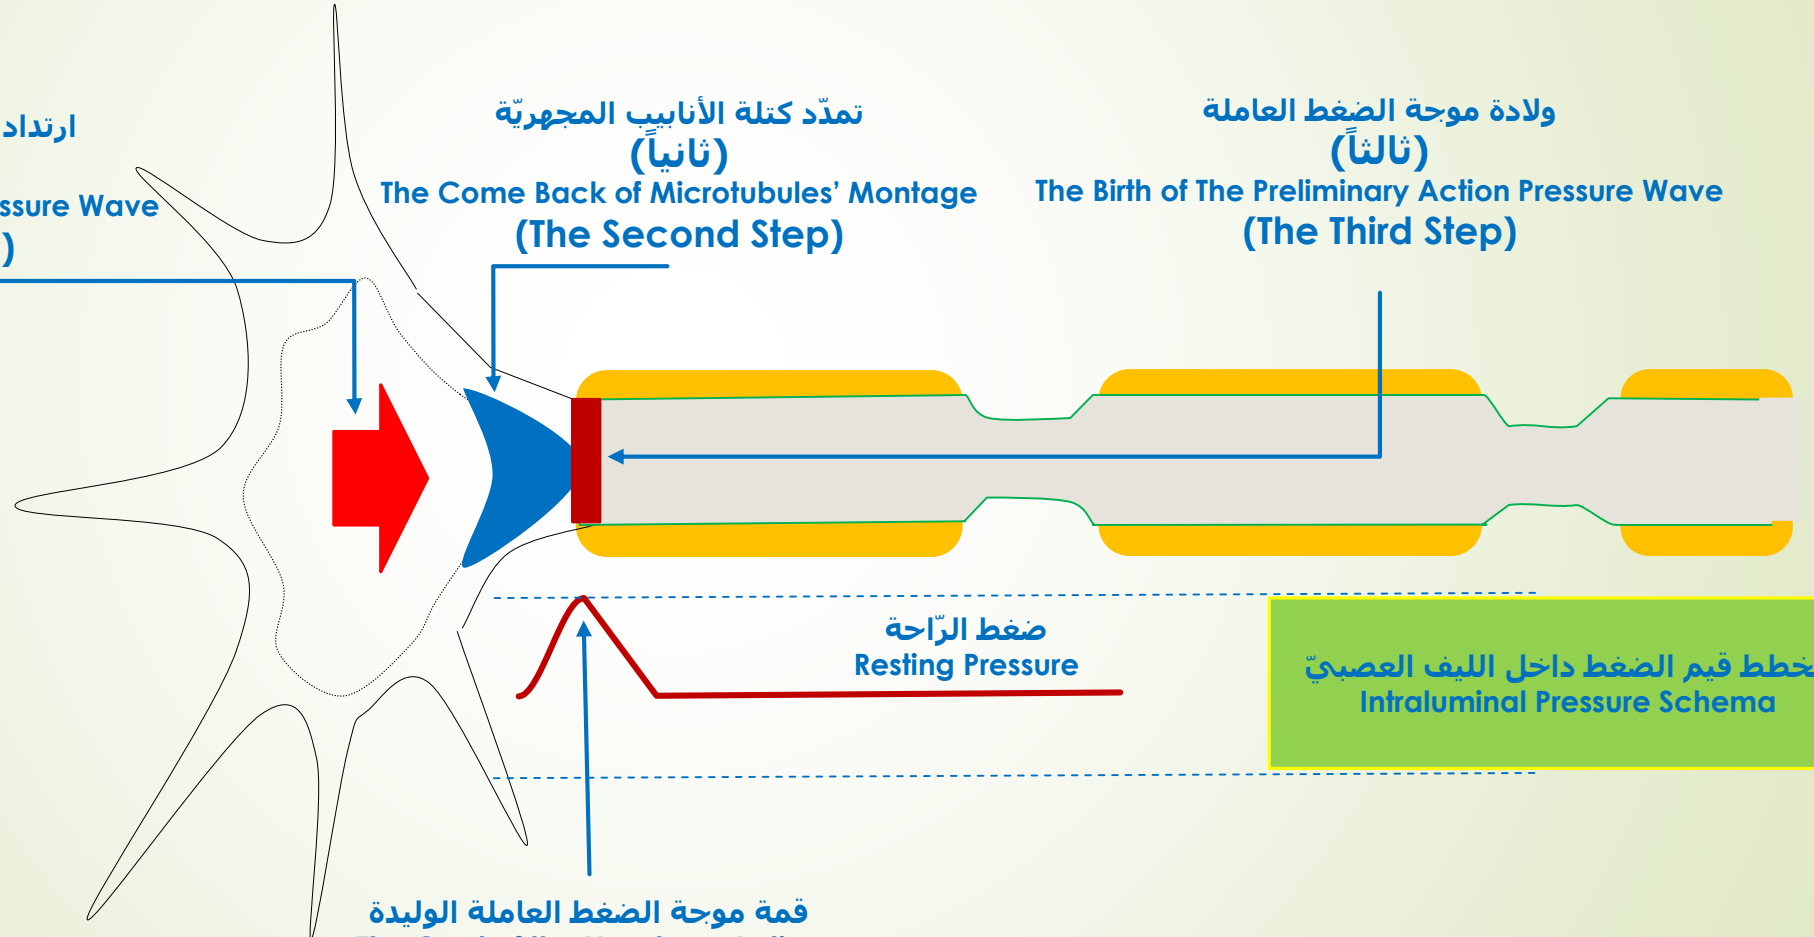 ارتداد
ssure Wave
)
تمدّد كتلة الأنابيب المجهريّة
(ثانياً)
The Come Back of Microtubules’ Montage
(The Second Step)
ولادة موجة الضغط العاملة
(ثالثاً)
The Birth of The Preliminary Action Pressure Wave
(The Third Step)
ضغط الرّاحة
Resting Pressure
خطط قيم الضغط داخل الليف العصبيّ
Intraluminal Pressure Schema
قمة موجة الضغط العاملة الوليدة